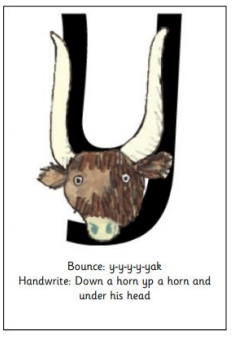 y
Bounce: y-y-y-y-yak
Handwrite: Down a horn yp a horn and
under his head